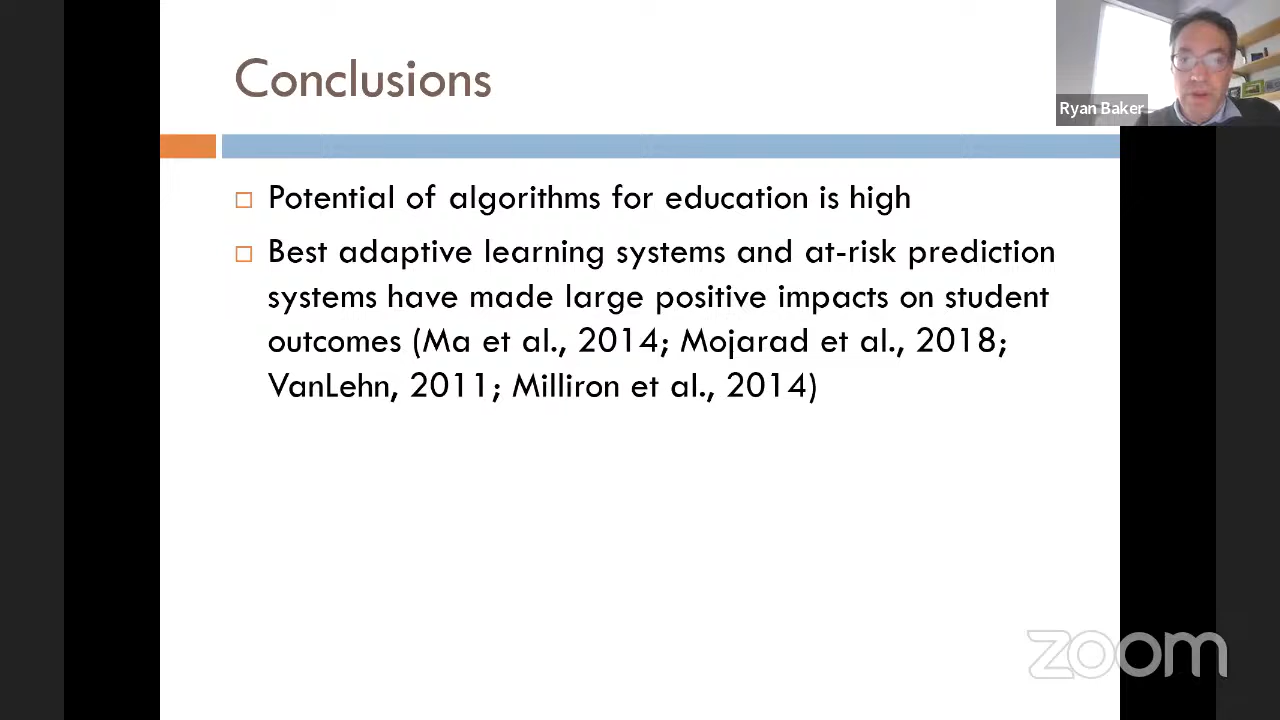 Conclusions
Ryan Baker
Potential of algorithms for education is high
Best adaptive learning systems and at-risk prediction
systems have made large positive impacts on student
outcomes (Ma et al., 2014; Mojarad et al., 2018;
VanLehn, 2011; Milliron et al., 2014)
zoom